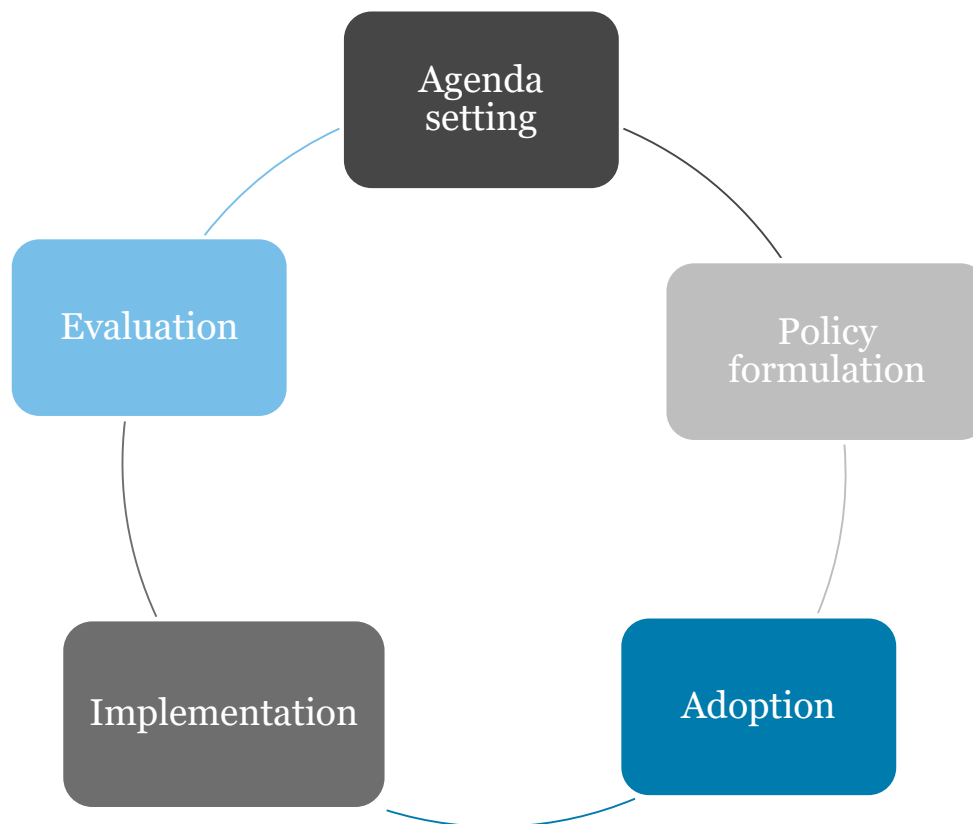 Agenda
setting
Policy
formulation
Adoption
Implementation
Evaluation